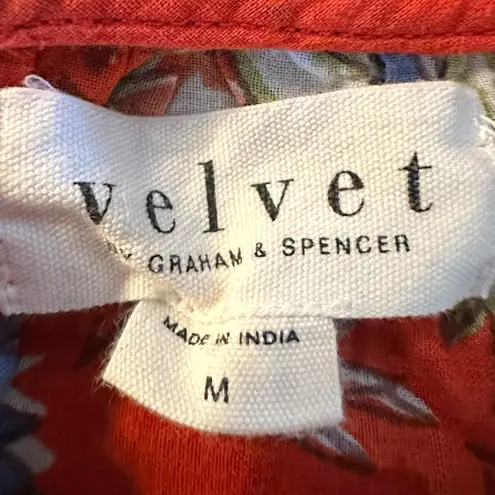 velvet
BY GRAHAM & SPENCER
MADE IN INDIA
M